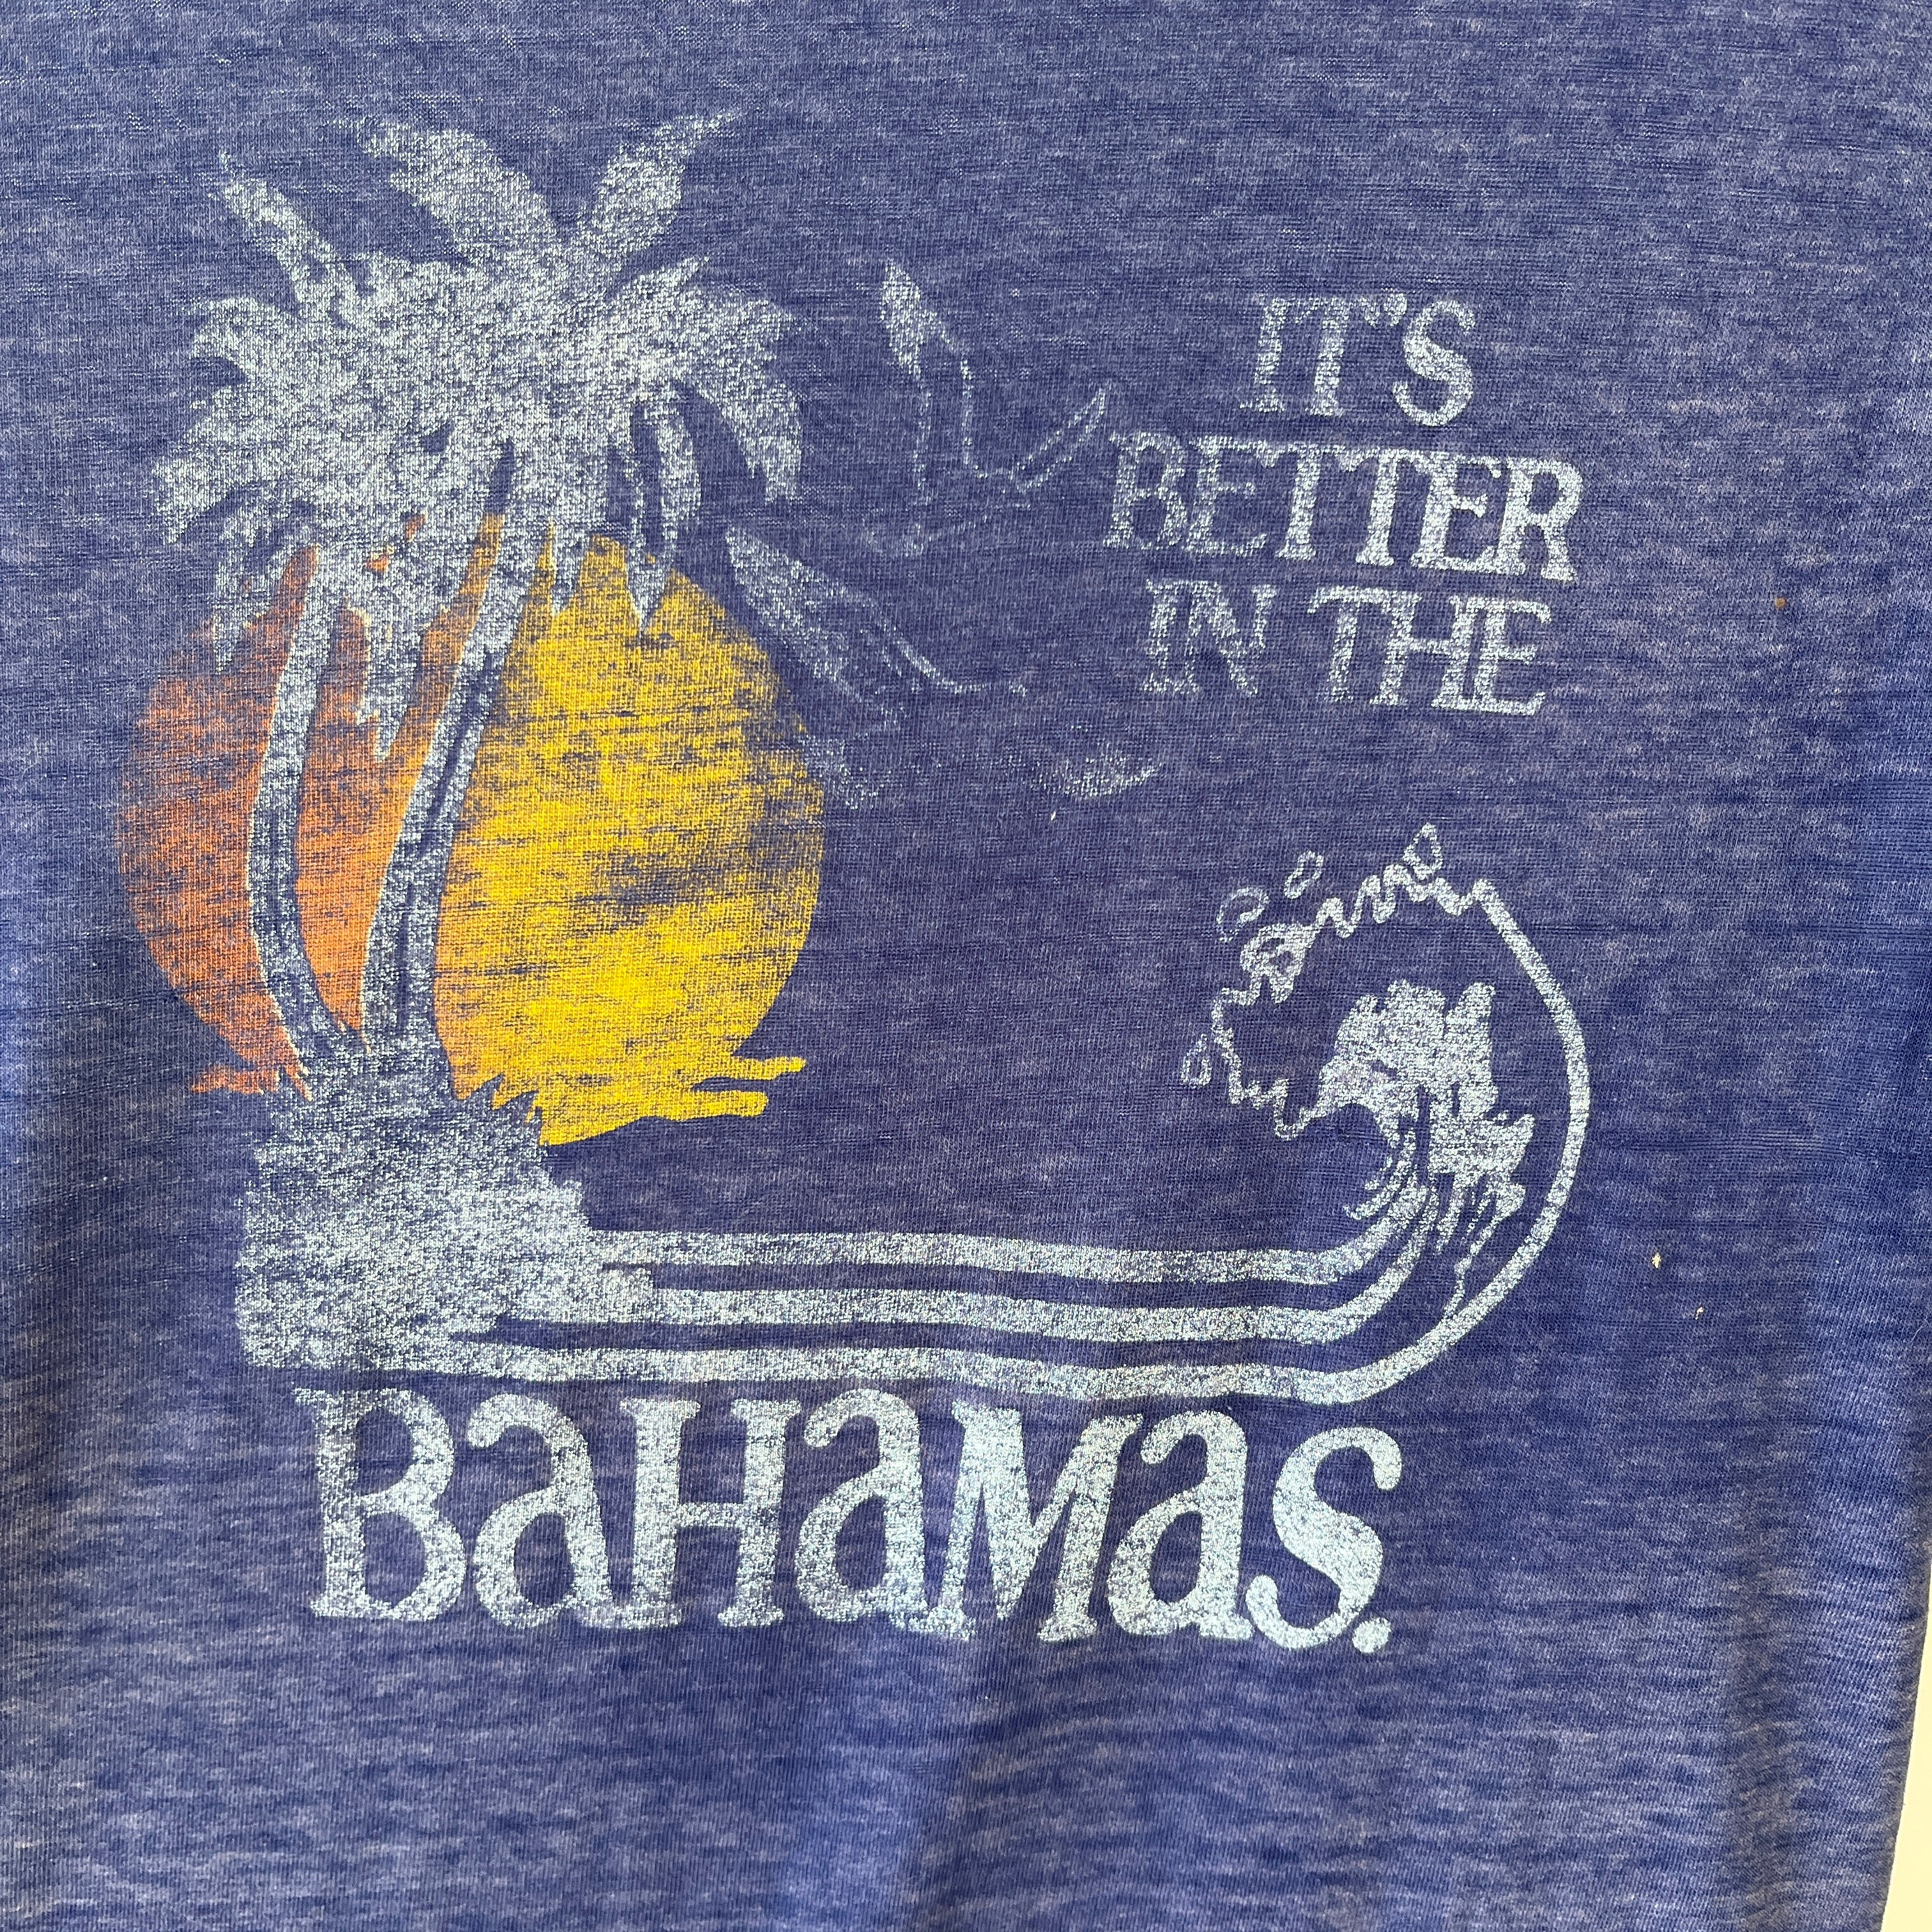 IT'S
BETTER
IN THE
BaHaMas.